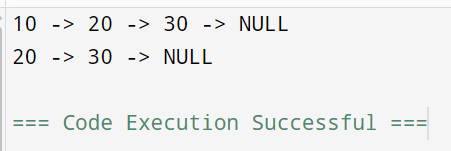 10 -> 20 -> 30 -> NULL
20 -> 30 -> NULL
=== Code Execution Successful ===